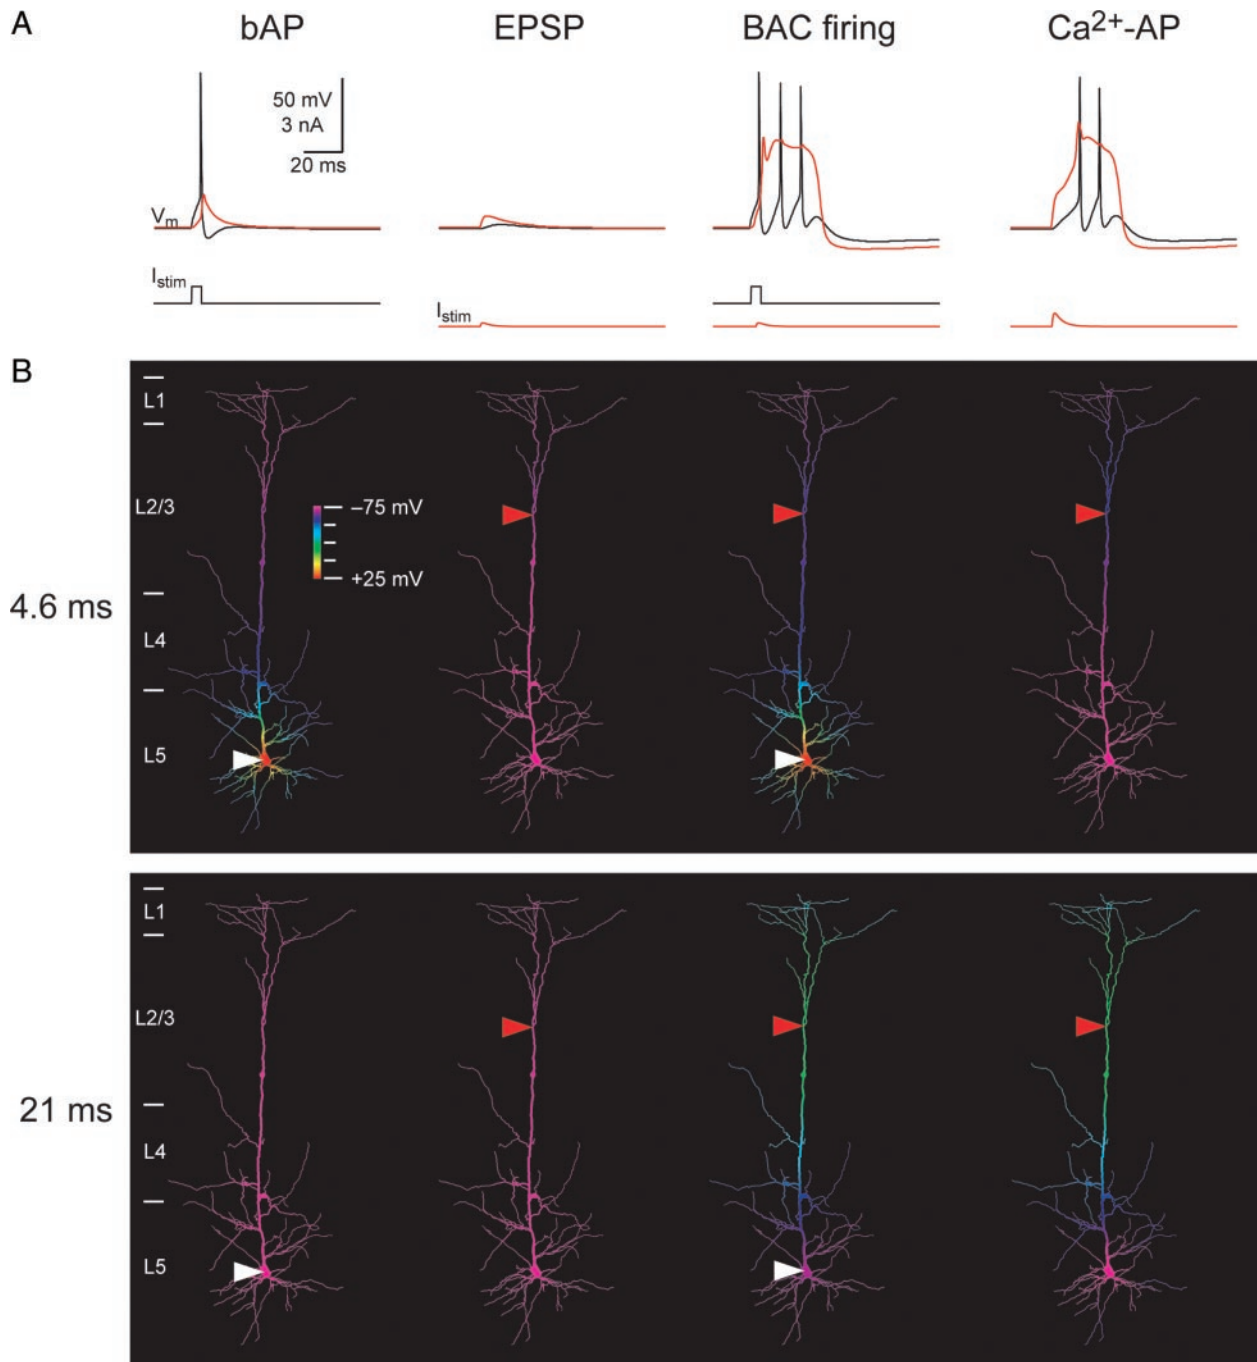 A
bAP
EPSP
BAC firing
Ca²⁺-AP
50 mV
3 nA
20 ms
Vₘ
Iₛₜᵢₘ
Iₛₜᵢₘ
B
L1
L2/3
−75 mV
+25 mV
4.6 ms
L4
L5
L1
L2/3
21 ms
L4
L5